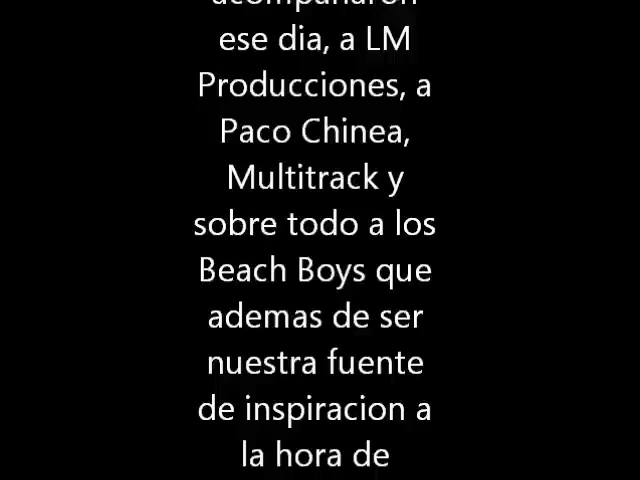 acompañaron
ese dia, a LM
Producciones, a
Paco Chinea,
Multitrack y
sobre todo a los
Beach Boys que
ademas de ser
nuestra fuente
de inspiracion a
la hora de